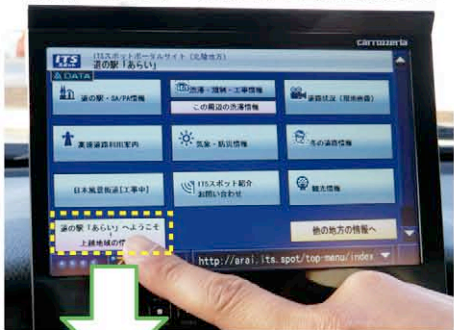 carrozzeria
ITS
ITSスポットポータルサイト (北陸地方)
道の駅「あらい」
DATA
道の駅・SA/PA情報
渋滞・規制・工事情報
この周辺の渋滞情報
道路状況（現地画像）
高速道路利用案内
気象・防災情報
冬の道路情報
日本風景街道【工事中】
ITSスポット紹介
お問い合わせ
観光情報
道の駅「あらい」へようこそ
！
上越地域の情
他の地方の情報へ
http://arai.its.spot/top-menu/index